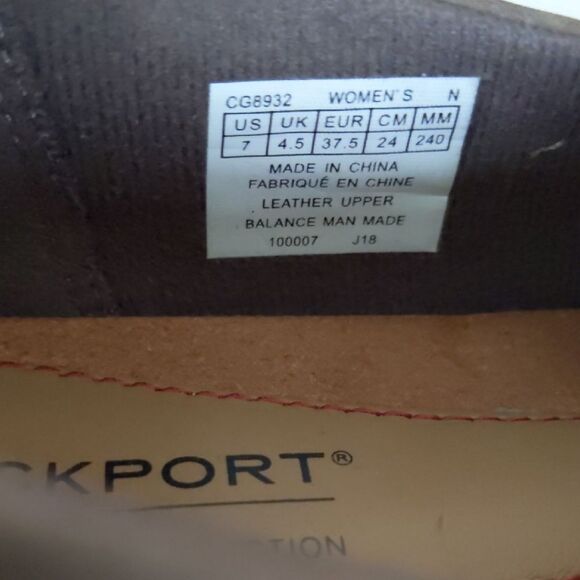 CG8932 WOMEN'S N
US UK EUR CM MM
7 4.5 37.5 24 240
MADE IN CHINA
FABRIQUÉ EN CHINE
LEATHER UPPER
BALANCE MAN MADE
100007 J18
CKPORT®
TION